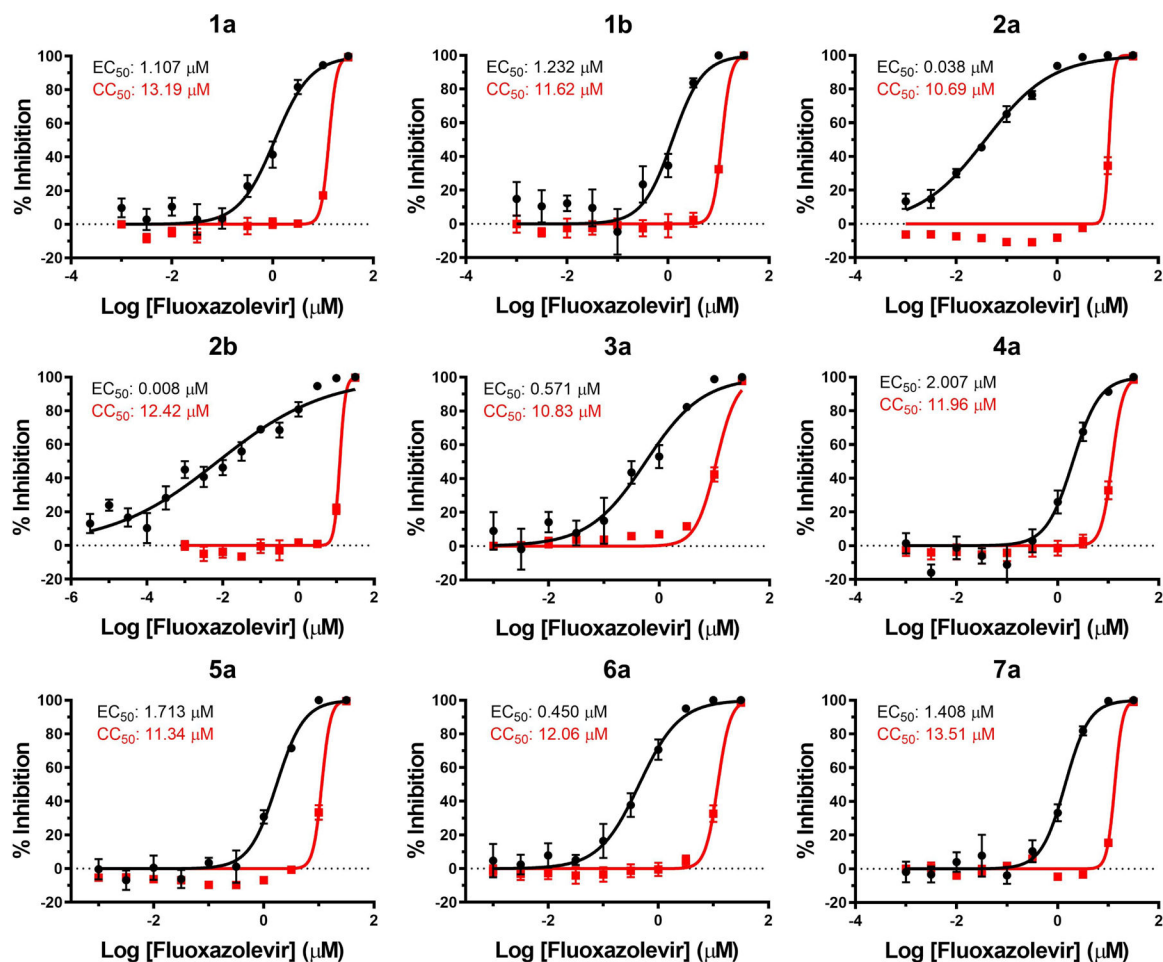 1a
1b
2a
EC50: 1.107 μM
CC50: 13.19 μM
EC50: 1.232 μM
CC50: 11.62 μM
EC50: 0.038 μM
CC50: 10.69 μM
% Inhibition
100
80
60
40
20
0
-20
-4
-2
0
2
Log [Fluoxazolevir] (μM)
% Inhibition
100
80
60
40
20
0
-20
-4
-2
0
2
Log [Fluoxazolevir] (μM)
% Inhibition
100
80
60
40
20
0
-20
-4
-2
0
2
Log [Fluoxazolevir] (μM)
2b
3a
4a
EC50: 0.008 μM
CC50: 12.42 μM
EC50: 0.571 μM
CC50: 10.83 μM
EC50: 2.007 μM
CC50: 11.96 μM
% Inhibition
100
80
60
40
20
0
-20
-6
-4
-2
0
2
Log [Fluoxazolevir] (μM)
% Inhibition
100
80
60
40
20
0
-20
-2
0
2
Log [Fluoxazolevir] (μM)
% Inhibition
100
80
60
40
20
0
-20
-4
-2
0
2
Log [Fluoxazolevir] (μM)
5a
6a
7a
EC50: 1.713 μM
CC50: 11.34 μM
EC50: 0.450 μM
CC50: 12.06 μM
EC50: 1.408 μM
CC50: 13.51 μM
% Inhibition
100
80
60
40
20
0
-20
-2
0
2
Log [Fluoxazolevir] (μM)
% Inhibition
100
80
60
40
20
0
-20
-2
0
2
Log [Fluoxazolevir] (μM)
% Inhibition
100
80
60
40
20
0
-20
-4
-2
0
2
Log [Fluoxazolevir] (μM)